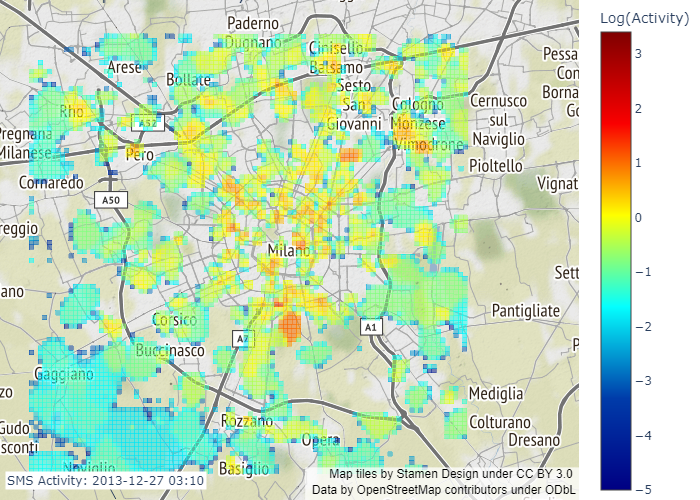 Log(Activity)
Paderno
Dugnano
Cinisello
Balsamo
Arese
Bollate
Sesto
San
Giovanni
Cologno
Monzese
Cernusco
sul
Naviglio
Pessa
Con
Borna
Rho
A52
Pregnana
Milanese
Pero
Vimodrone
Pioltello
Cornaredo
A50
Vignat
reggio
Milano
Sett
ano
Pantigliate
Corsico
A7
A1
Buccinasco
Gaggiano
Mediglia
Gudo
sconti
Rozzano
Opera
Colturano
Dresano
Noviglio
Basiglio
SMS Activity: 2013-12-27 03:10
Map tiles by Stamen Design under CC BY 3.0
Data by OpenStreetMap contributors under ODbL
3
2
1
0
−1
−2
−3
−4
−5